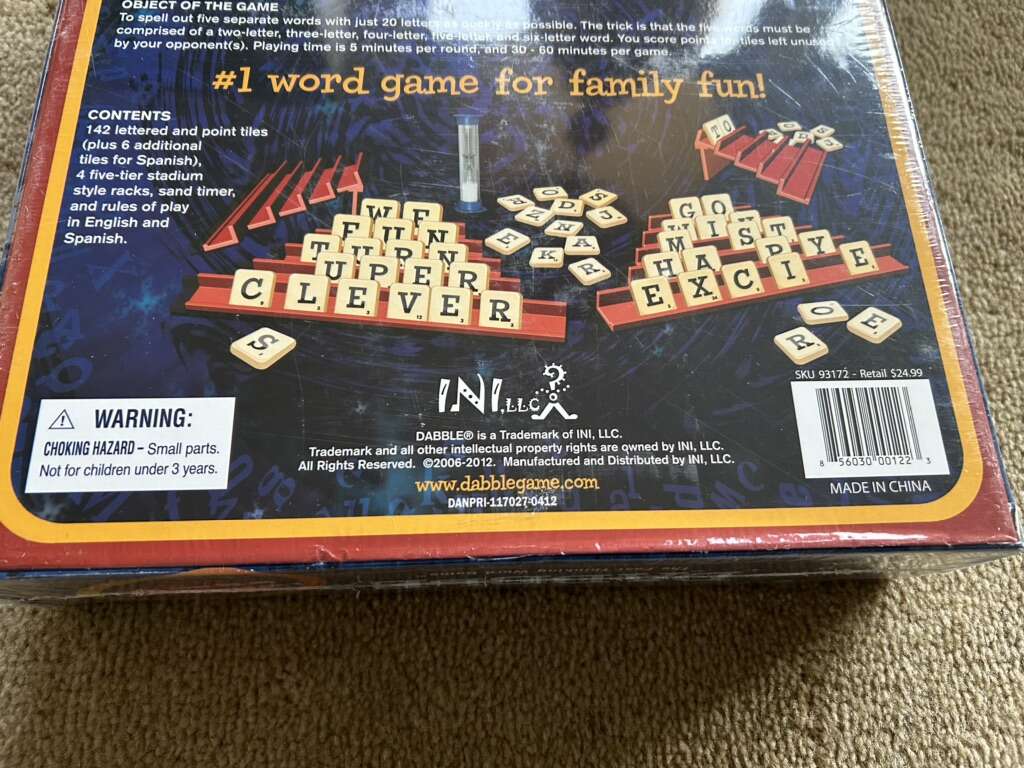 OBJECT OF THE GAME
To spell out five separate words with just 20 letters as quickly as possible. The trick is that the five words must be
comprised of a two-letter, three-letter, four-letter, five-letter, and six-letter word. You score points for tiles left unused
by your opponent(s). Playing time is 5 minutes per round, and 30 - 60 minutes per game.
#1 word game for family fun!
CONTENTS
142 lettered and point tiles
(plus 6 additional
tiles for Spanish),
4 five-tier stadium
style racks, sand timer,
and rules of play
in English and
Spanish.
WE
FUN
TURN
UPER
CLEVER
S
TO
O S
Z D J
N
E A
K
R
GO
MIST
HA PPY
EXCI E
O
E
R
INI, LLC
DABBLE® is a Trademark of INI, LLC.
Trademark and all other intellectual property rights are owned by INI, LLC.
All Rights Reserved. ©2006-2012. Manufactured and Distributed by INI, LLC.
www.dabblegame.com
DANPRI-117027-0412
WARNING:
CHOKING HAZARD – Small parts.
Not for children under 3 years.
SKU 93172 - Retail $24.99
8 56030 00122 3
MADE IN CHINA